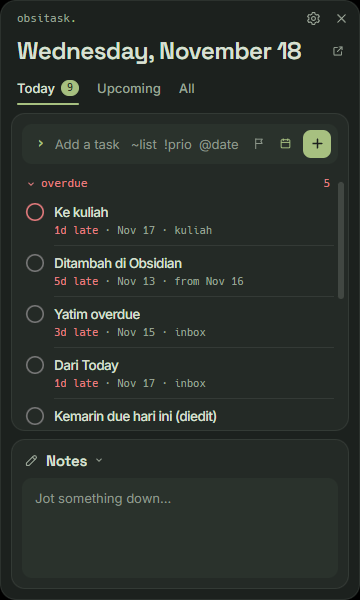 obsitask.
Wednesday, November 18
Today 9 Upcoming All
Add a task ~list !prio @date
overdue 5
Ke kuliah
1d late · Nov 17 · kuliah
Ditambah di Obsidian
5d late · Nov 13 · from Nov 16
Yatim overdue
3d late · Nov 15 · inbox
Dari Today
1d late · Nov 17 · inbox
Kemarin due hari ini (diedit)
Notes
Jot something down...